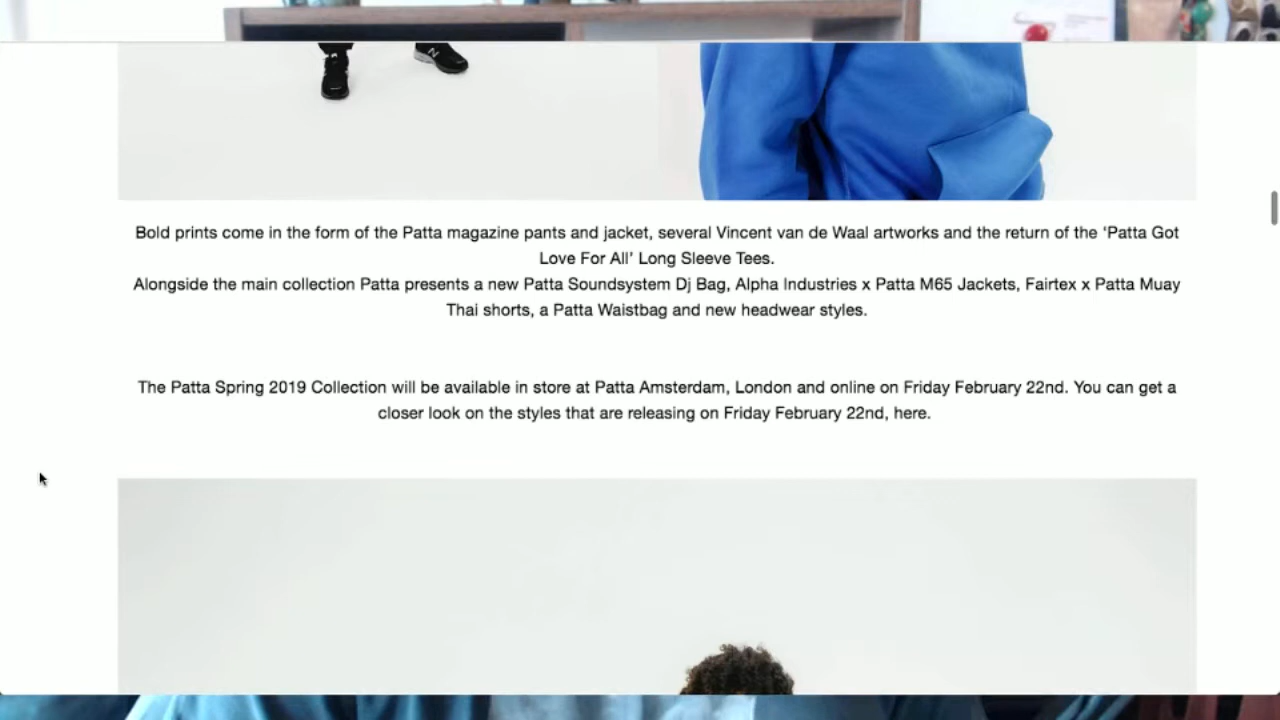 Bold prints come in the form of the Patta magazine pants and jacket, several Vincent van de Waal artworks and the return of the ‘Patta Got
Love For All’ Long Sleeve Tees.
Alongside the main collection Patta presents a new Patta Soundsystem Dj Bag, Alpha Industries x Patta M65 Jackets, Fairtex x Patta Muay
Thai shorts, a Patta Waistbag and new headwear styles.
The Patta Spring 2019 Collection will be available in store at Patta Amsterdam, London and online on Friday February 22nd. You can get a
closer look on the styles that are releasing on Friday February 22nd, here.